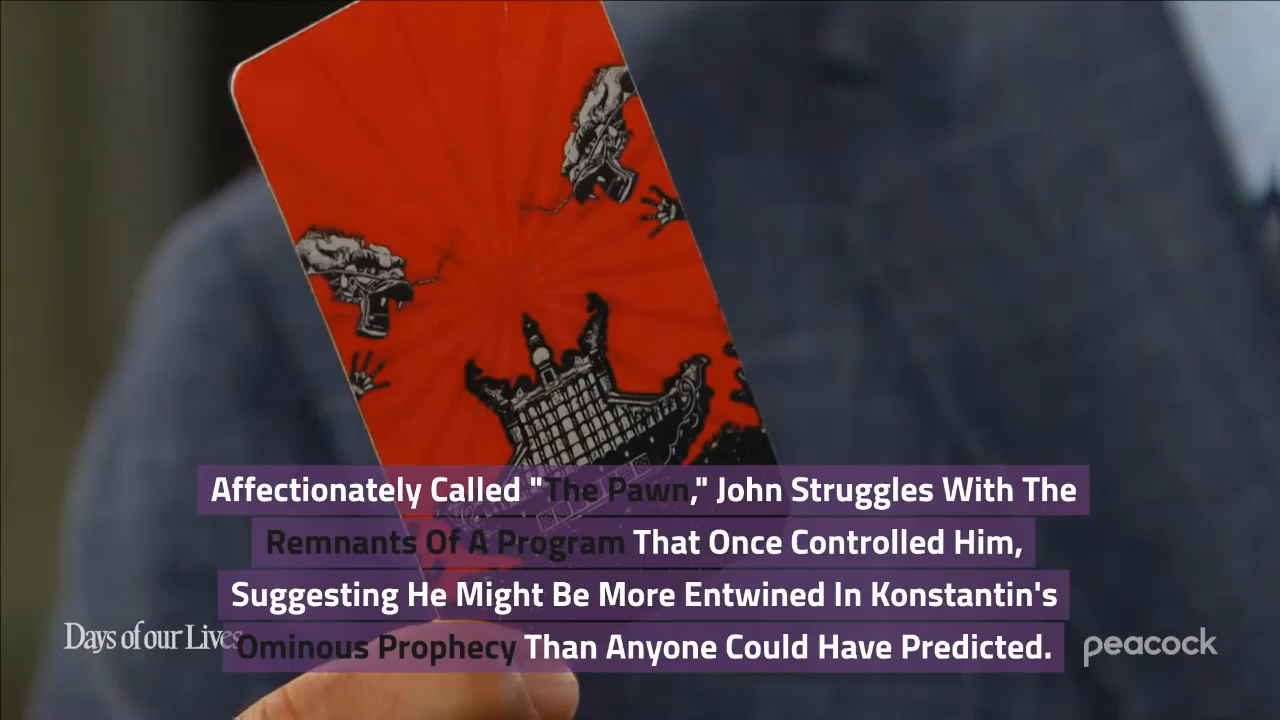 Affectionately Called "The Pawn," John Struggles With The
Remnants Of A Program That Once Controlled Him,
Suggesting He Might Be More Entwined In Konstantin's
Ominous Prophecy Than Anyone Could Have Predicted.
Days of our Lives
peacock